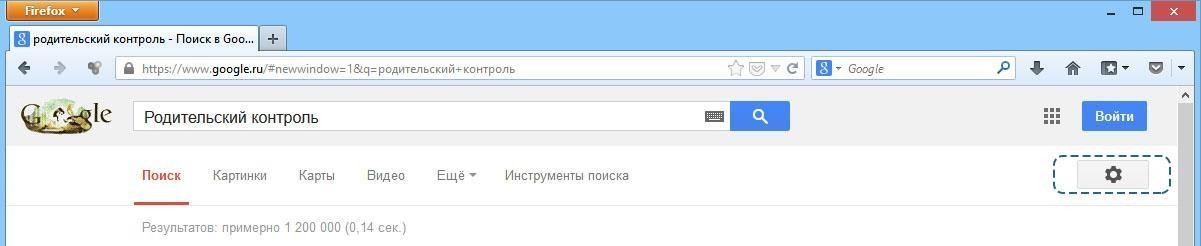 Firefox
родительский контроль - Поиск в Goo...
https://www.google.ru/#newwindow=1&q=родительский+контроль
Google
Google
Родительский контроль
Войти
Поиск Картинки Карты Видео Ещё Инструменты поиска
Результатов: примерно 1 200 000 (0,14 сек.)